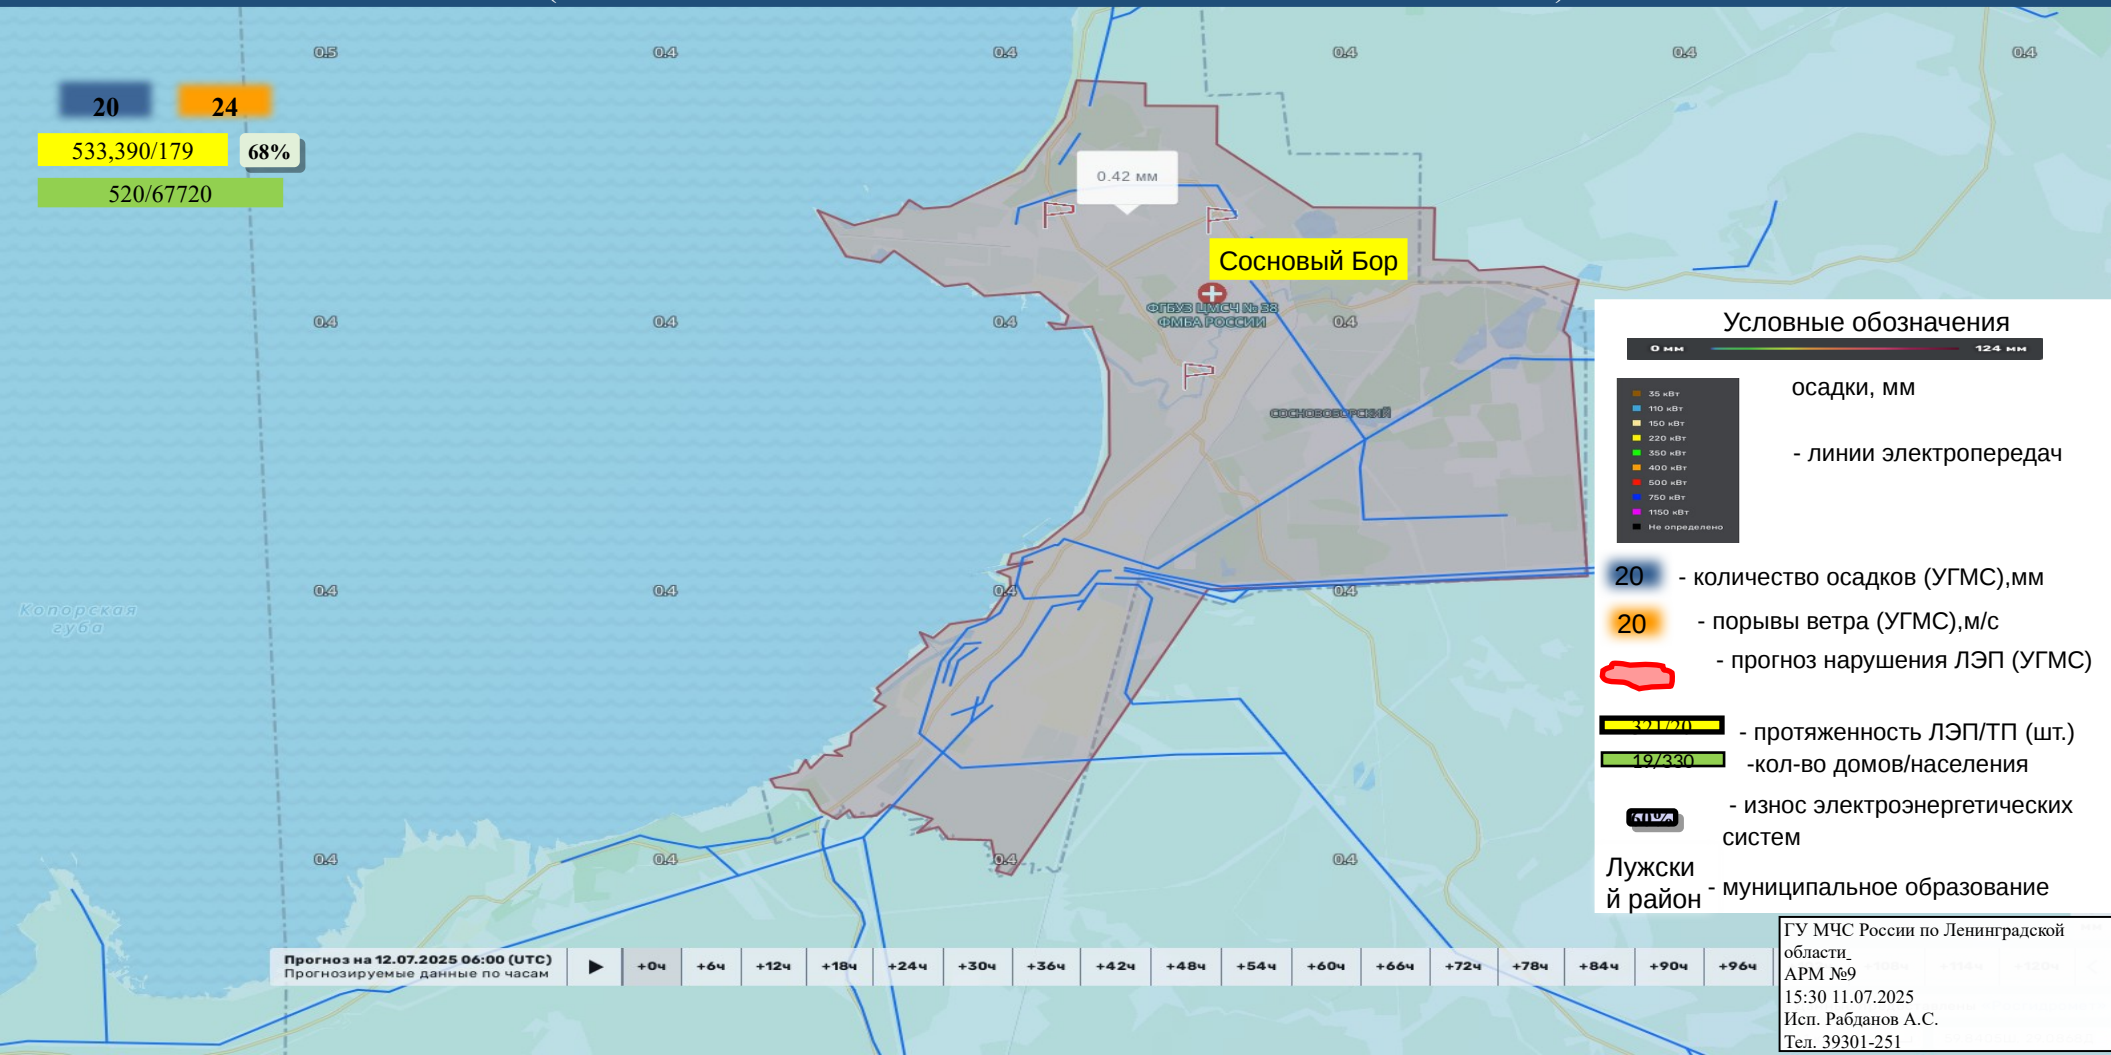 0.5 0.4 0.4 0.4 0.4 0.4
20 24
533,390/179 68%
520/67720
0.42 мм
Сосновый Бор
ФГБУЗ ЦМСЧ № 38
ФМБА РОССИИ
0.4 0.4 0.4 0.4
СОСНОВОБОРСКИЙ
0.4 0.4 0.4 0.4
Копорская
губа
0.4 0.4 0.4 0.4
Условные обозначения
0 мм 124 мм
осадки, мм
35 кВт
110 кВт
150 кВт
220 кВт
350 кВт
400 кВт
500 кВт
750 кВт
1150 кВт
Не определено
- линии электропередач
20 - количество осадков (УГМС),мм
20 - порывы ветра (УГМС),м/с
- прогноз нарушения ЛЭП (УГМС)
321/20 - протяженность ЛЭП/ТП (шт.)
19/330 -кол-во домов/населения
- износ электроэнергетических
систем
Лужски
й район - муниципальное образование
Прогноз на 12.07.2025 06:00 (UTC)
Прогнозируемые данные по часам
+0ч +6ч +12ч +18ч +24ч +30ч +36ч +42ч +48ч +54ч +60ч +66ч +72ч +78ч +84ч +90ч +96ч
ГУ МЧС России по Ленинградской
области_
АРМ №9
15:30 11.07.2025
Исп. Рабданов А.С.
Тел. 39301-251